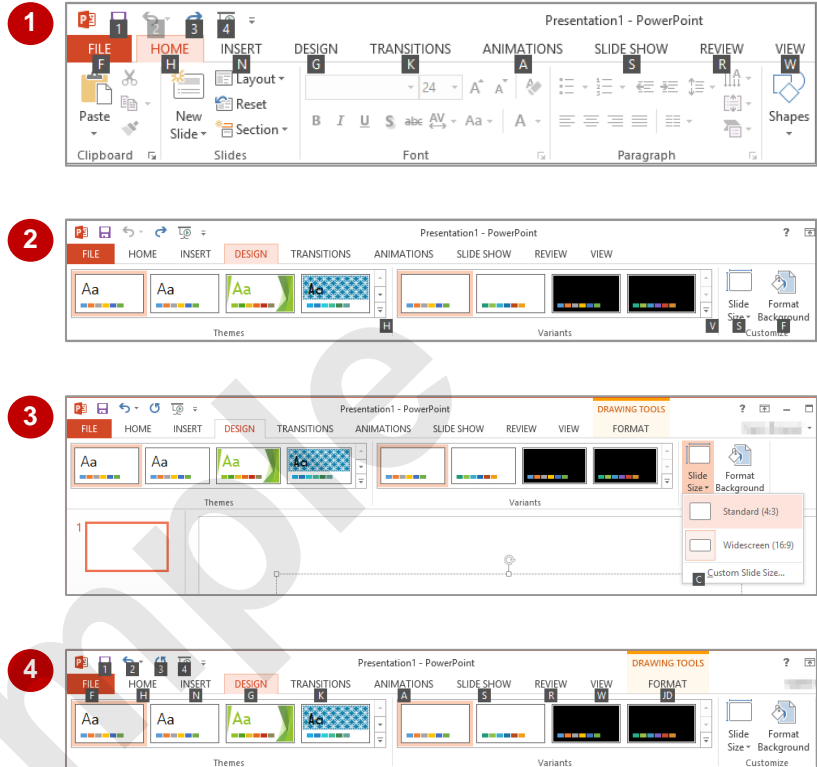 1
Presentation1 - PowerPoint
1 2 3 4
FILE HOME INSERT DESIGN TRANSITIONS ANIMATIONS SLIDE SHOW REVIEW VIEW
F H N G K A S R W
Paste
New
Slide
Layout
Reset
Section
24
A A
B I U S abc AV Aa A
Shapes
Clipboard Slides Font Paragraph
2
Presentation1 - PowerPoint ?
FILE HOME INSERT DESIGN TRANSITIONS ANIMATIONS SLIDE SHOW REVIEW VIEW
Aa Aa Aa Aa
Slide Format
Size Background
H V S F
Themes Variants Customize
3
Presentation1 - PowerPoint DRAWING TOOLS ?
FILE HOME INSERT DESIGN TRANSITIONS ANIMATIONS SLIDE SHOW REVIEW VIEW FORMAT
Aa Aa Aa Aa
Slide Format
Size Background
Themes Variants
Standard (4:3)
1
Widescreen (16:9)
Custom Slide Size...
C
4
Presentation1 - PowerPoint DRAWING TOOLS ?
1 2 3 4
FILE HOME INSERT DESIGN TRANSITIONS ANIMATIONS SLIDE SHOW REVIEW VIEW FORMAT
F H N G K A S R W JD
Aa Aa Aa Aa
Slide Format
Size Background
Themes Variants Customize